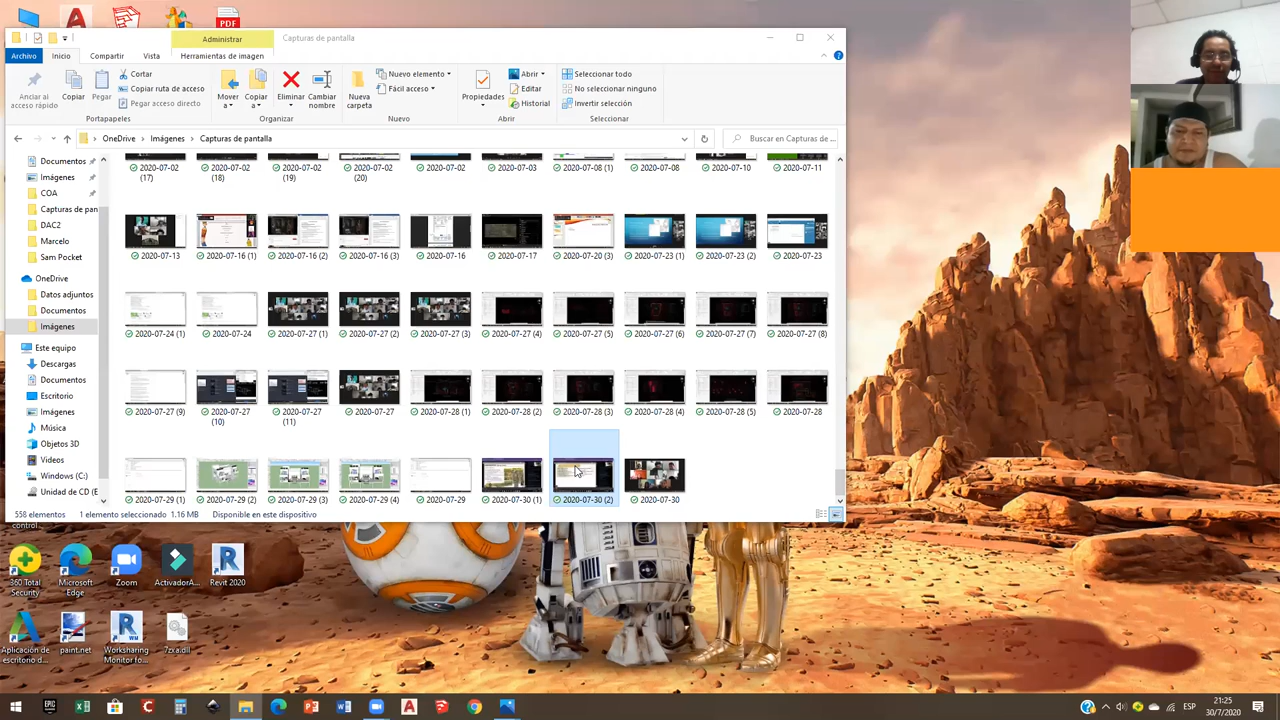 PDF
Administrar
Capturas de pantalla
Archivo
Inicio
Compartir
Vista
Herramientas de imagen
Anclar al
acceso rápido
Copiar
Pegar
Cortar
Copiar ruta de acceso
Pegar acceso directo
Portapapeles
Mover
a
Copiar
a
Eliminar
Cambiar
nombre
Organizar
Nueva
carpeta
Nuevo elemento
Fácil acceso
Nuevo
Propiedades
Abrir
Editar
Historial
Abrir
Seleccionar todo
No seleccionar ninguno
Invertir selección
Seleccionar
OneDrive
Imágenes
Capturas de pantalla
Buscar en Capturas de ...
Documentos
Imágenes
COA
Capturas de pan
DAC2
Marcelo
Sam Pocket
OneDrive
Datos adjuntos
Documentos
Imágenes
Este equipo
Descargas
Documentos
Escritorio
Imágenes
Música
Objetos 3D
Videos
Windows (C:)
Unidad de CD (E
2020-07-02 (17)
2020-07-02 (18)
2020-07-02 (19)
2020-07-02 (20)
2020-07-03
2020-07-08 (1)
2020-07-08
2020-07-10
2020-07-11
2020-07-13
2020-07-16 (1)
2020-07-16 (2)
2020-07-16 (3)
2020-07-16
2020-07-17
2020-07-20 (3)
2020-07-23 (1)
2020-07-23 (2)
2020-07-23
2020-07-24 (1)
2020-07-24
2020-07-27 (1)
2020-07-27 (2)
2020-07-27 (3)
2020-07-27 (4)
2020-07-27 (5)
2020-07-27 (6)
2020-07-27 (7)
2020-07-27 (8)
2020-07-27 (9)
2020-07-27 (10)
2020-07-27 (11)
2020-07-27
2020-07-28 (1)
2020-07-28 (2)
2020-07-28 (3)
2020-07-28 (4)
2020-07-28 (5)
2020-07-28
2020-07-29 (1)
2020-07-29 (2)
2020-07-29 (3)
2020-07-29 (4)
2020-07-29
2020-07-30 (1)
2020-07-30 (2)
2020-07-30
558 elementos
1 elemento seleccionado
1.16 MB
Disponible en este dispositivo
control...
360 Total
Security
Microsoft
Edge
Zoom
ActivadorA...
Revit 2020
Aplicación de
escritorio d...
paint.net
Worksharing
Monitor fo...
7zxa.dll
EPIC
ESP
21:25
30/7/2020